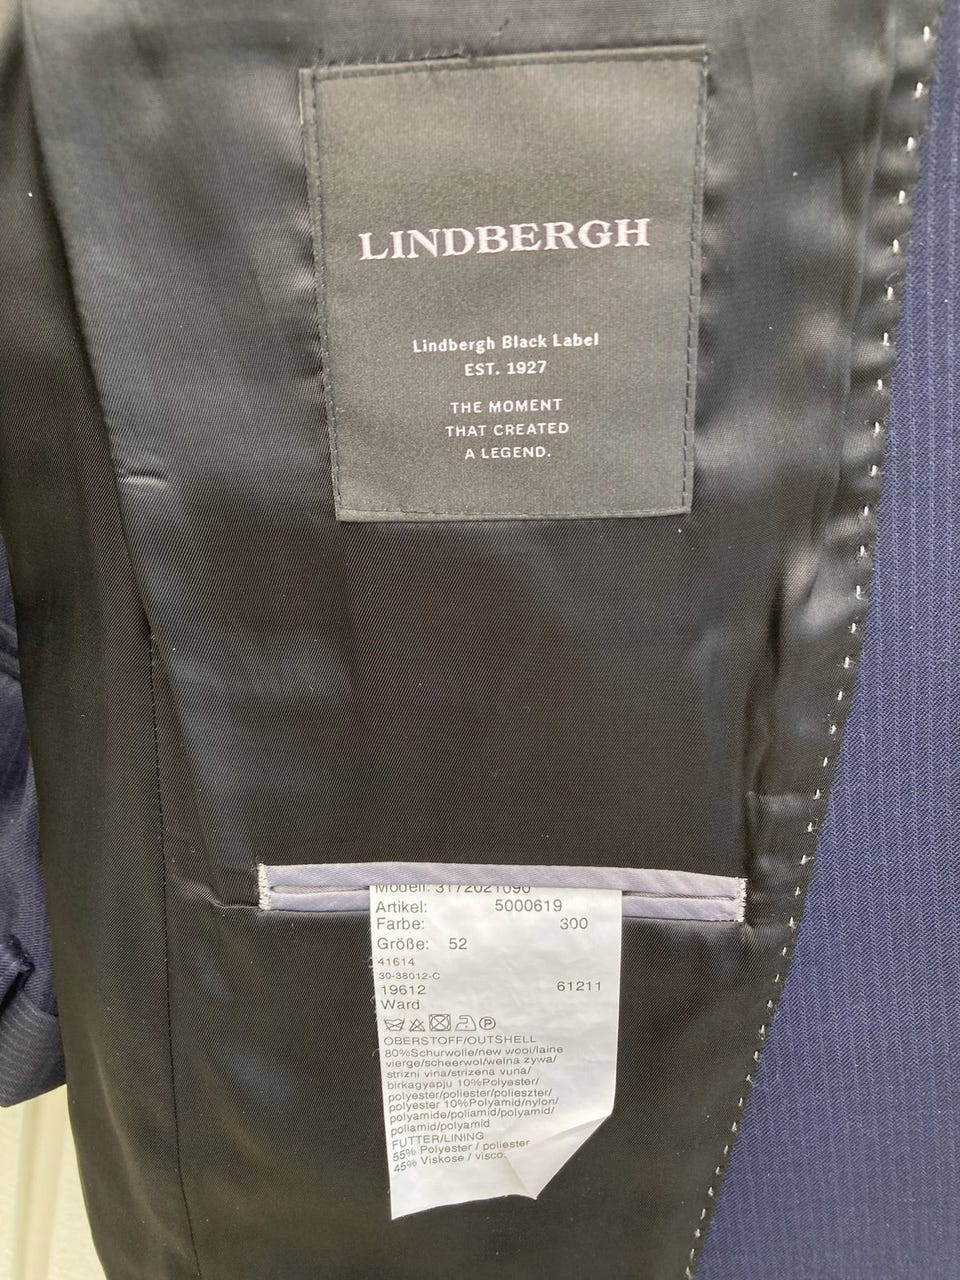 LINDBERGH
Lindbergh Black Label
EST. 1927
THE MOMENT
THAT CREATED
A LEGEND.
Modell: 3172021090
Artikel: 5000619
Farbe: 300
Größe: 52
41614
30-38012-C
19612 61211
Ward
P
OBERSTOFF/OUTSHELL
80%Schurwolle/new wool/laine
vierge/scheerwol/welna zywa/
strizni vina/strizena vuna/
birkagyapju 10%Polyester/
polyester/poliester/polieszter/
polyester 10%Polyamid/nylon/
polyamide/poliamid/polyamid/
poliamid/polyamid
FUTTER/LINING
55% Polyester / poliester
45% Viskose / visco.